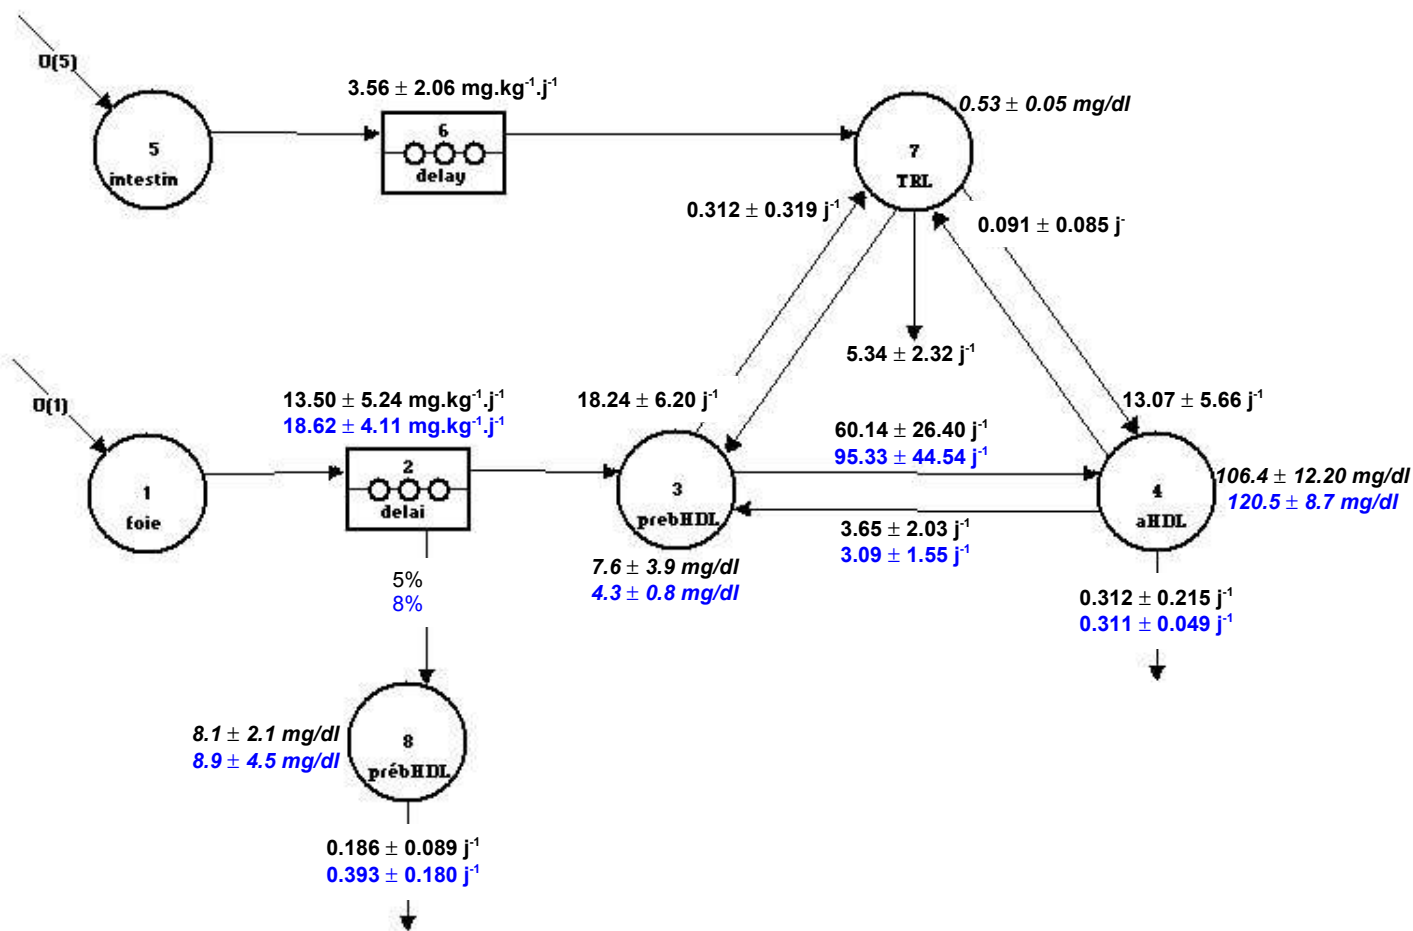 U(5)
5
intestin
3.56 ± 2.06 mg.kg⁻¹.j⁻¹
6
delay
7
TRL
0.53 ± 0.05 mg/dl
0.312 ± 0.319 j⁻¹
0.091 ± 0.085 j⁻
5.34 ± 2.32 j⁻¹
U(1)
1
foie
13.50 ± 5.24 mg.kg⁻¹.j⁻¹
18.62 ± 4.11 mg.kg⁻¹.j⁻¹
2
delai
18.24 ± 6.20 j⁻¹
13.07 ± 5.66 j⁻¹
60.14 ± 26.40 j⁻¹
95.33 ± 44.54 j⁻¹
3
prebHDL
4
aHDL
106.4 ± 12.20 mg/dl
120.5 ± 8.7 mg/dl
3.65 ± 2.03 j⁻¹
3.09 ± 1.55 j⁻¹
7.6 ± 3.9 mg/dl
4.3 ± 0.8 mg/dl
5%
8%
0.312 ± 0.215 j⁻¹
0.311 ± 0.049 j⁻¹
8.1 ± 2.1 mg/dl
8.9 ± 4.5 mg/dl
8
prébHDL
0.186 ± 0.089 j⁻¹
0.393 ± 0.180 j⁻¹